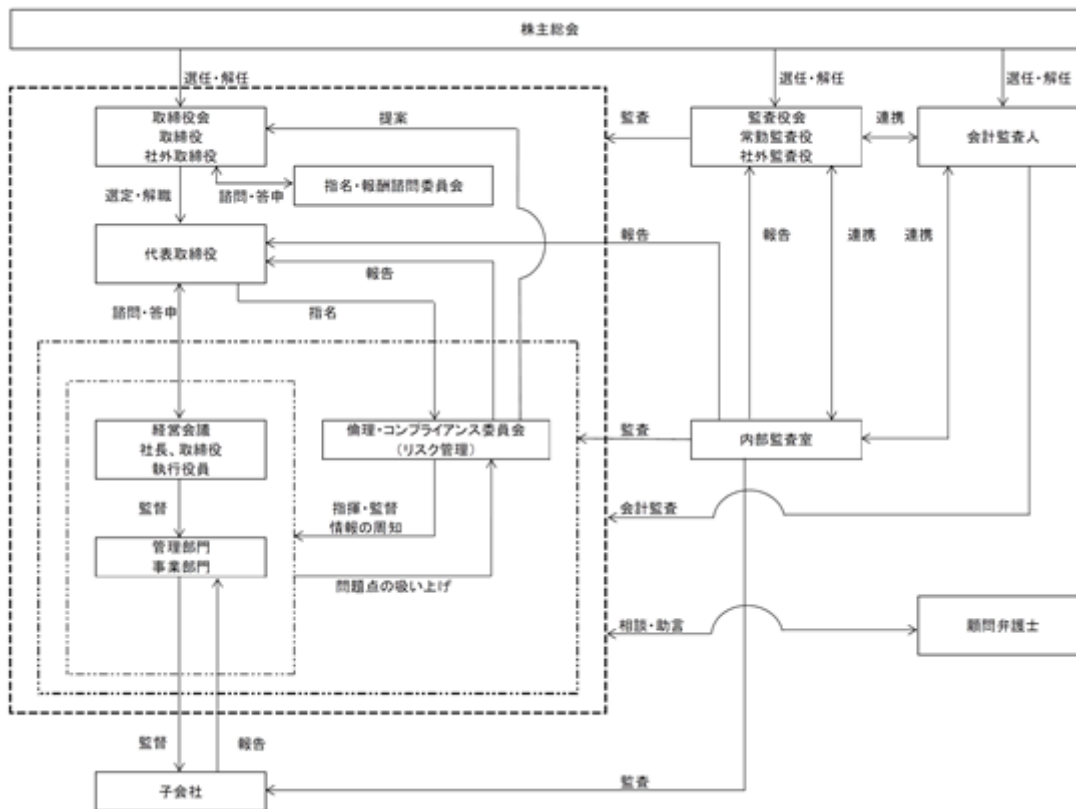 株主総会
選任・解任
選任・解任
選任・解任
取締役会
取締役
社外取締役
提案
監査
監査役会
常勤監査役
社外監査役
連携
会計監査人
選定・解職
諮問・答申
指名・報酬諮問委員会
代表取締役
報告
報告
報告
連携
連携
諮問・答申
指名
経営会議
社長、取締役
執行役員
倫理・コンプライアンス委員会
(リスク管理)
監査
内部監査室
監督
指揮・監督
情報の周知
会計監査
管理部門
事業部門
問題点の吸い上げ
相談・助言
顧問弁護士
監督
報告
子会社
監査